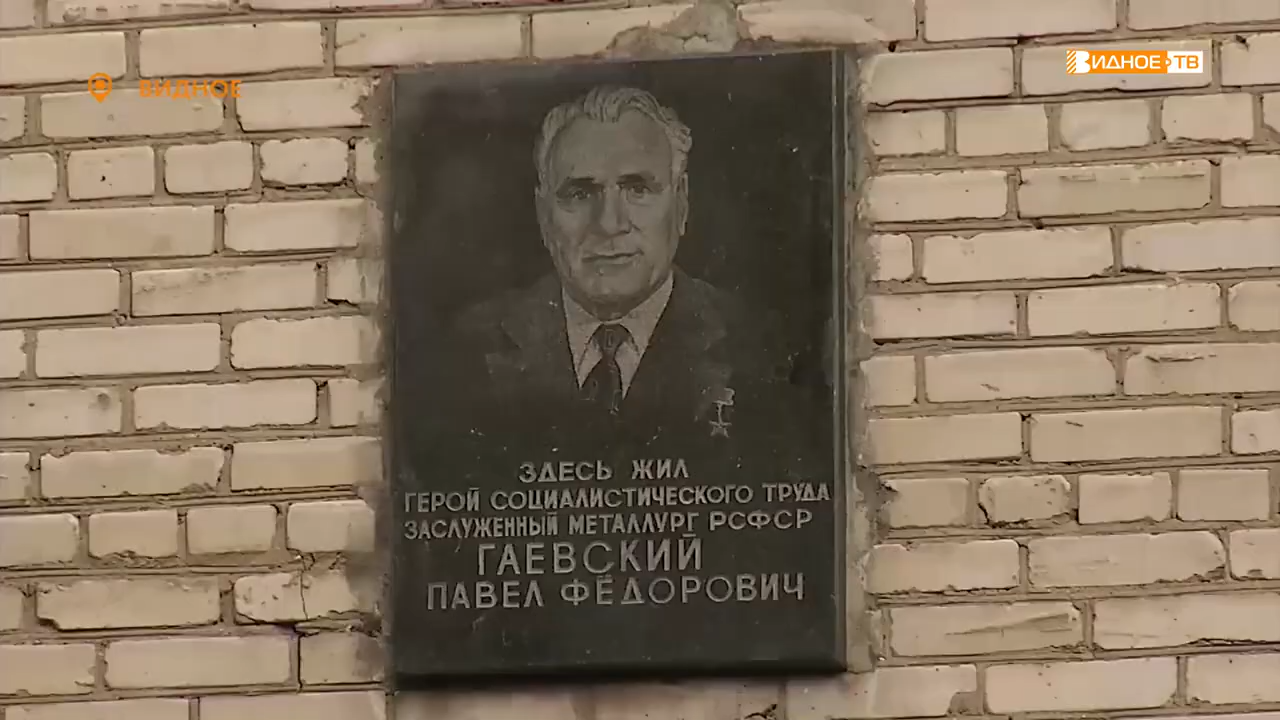 ВИДНОЕ
ВИДНОЕ ТВ
ЗДЕСЬ ЖИЛ
ГЕРОЙ СОЦИАЛИСТИЧЕСКОГО ТРУДА
ЗАСЛУЖЕННЫЙ МЕТАЛЛУРГ РСФСР
ГАЕВСКИЙ
ПАВЕЛ ФЁДОРОВИЧ